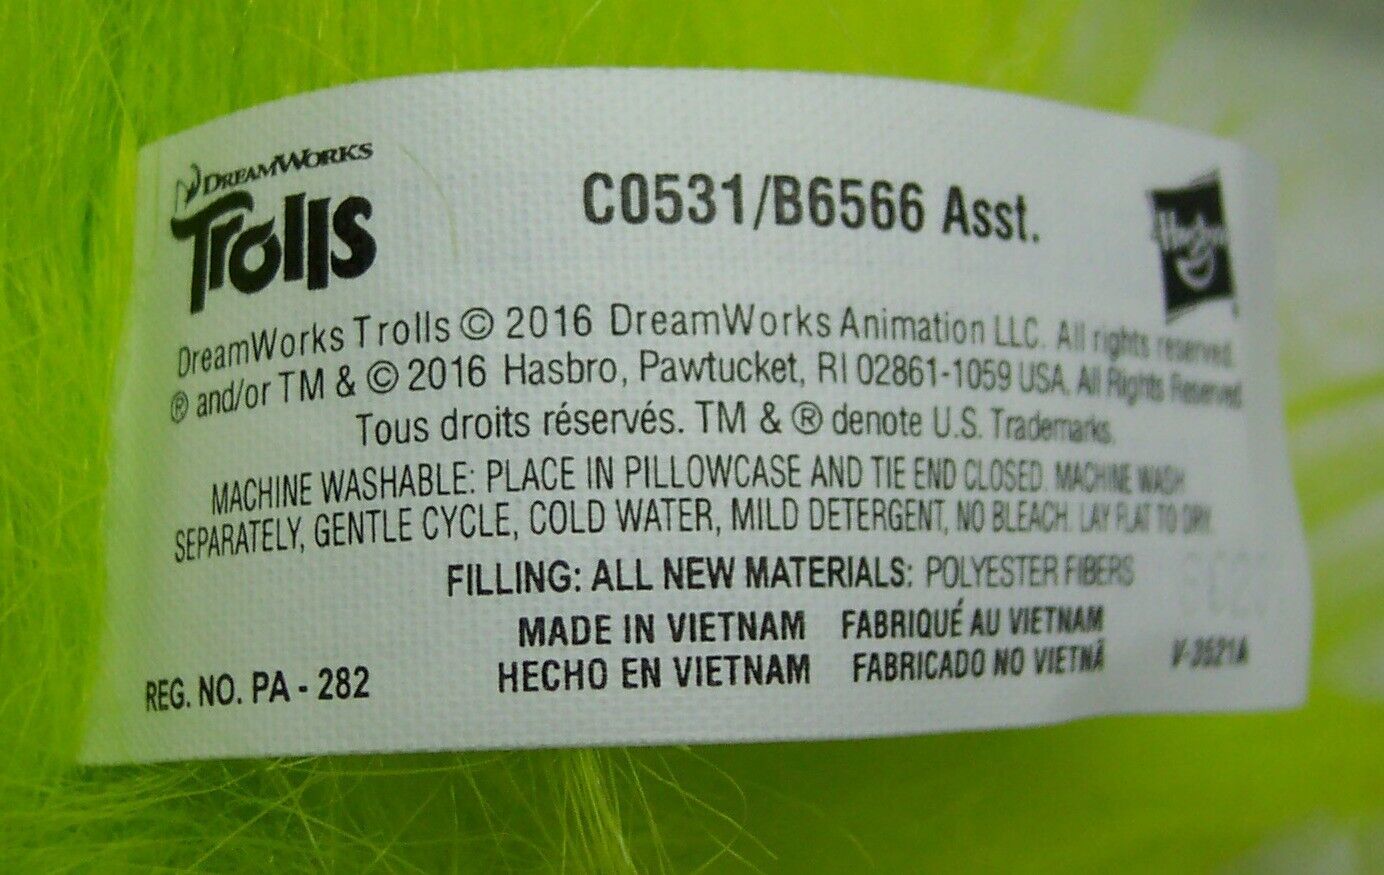 DREAMWORKS
Trolls
C0531/B6566 Asst.
Hasbro
DreamWorks Trolls © 2016 DreamWorks Animation LLC. All rights reserved.
® and/or TM & © 2016 Hasbro, Pawtucket, RI 02861-1059 USA. All Rights Reserved
Tous droits réservés. TM & ® denote U.S. Trademarks.
MACHINE WASHABLE: PLACE IN PILLOWCASE AND TIE END CLOSED. MACHINE WASH
SEPARATELY, GENTLE CYCLE, COLD WATER, MILD DETERGENT, NO BLEACH. LAY FLAT TO DRY.
FILLING: ALL NEW MATERIALS: POLYESTER FIBERS
MADE IN VIETNAM FABRIQUÉ AU VIETNAM
REG. NO. PA - 282 HECHO EN VIETNAM FABRICADO NO VIETNÃ V-3521A